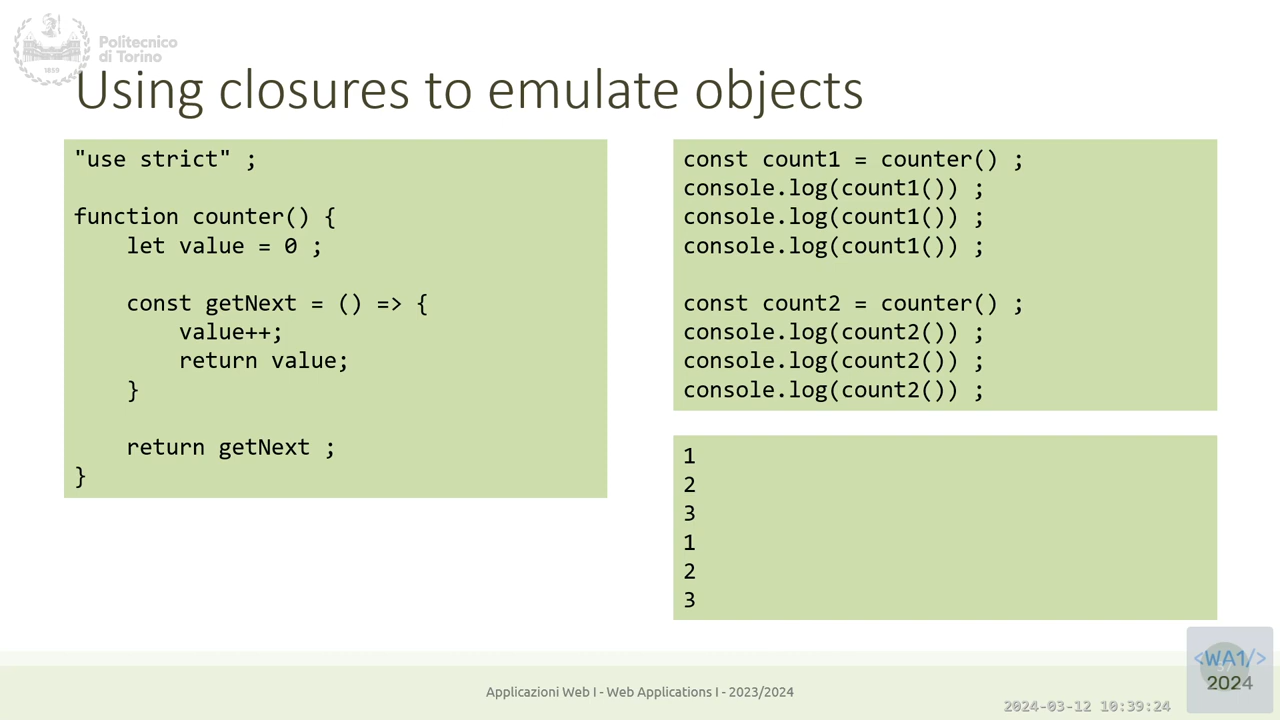 Politecnico
di Torino
1859
Using closures to emulate objects
"use strict" ;
function counter() {
let value = 0 ;
const getNext = () => {
value++;
return value;
}
return getNext ;
}
const count1 = counter() ;
console.log(count1()) ;
console.log(count1()) ;
console.log(count1()) ;
const count2 = counter() ;
console.log(count2()) ;
console.log(count2()) ;
console.log(count2()) ;
1
2
3
1
2
3
Applicazioni Web I - Web Applications I - 2023/2024
<WA1/>
2024
2024-03-12 10:39:24